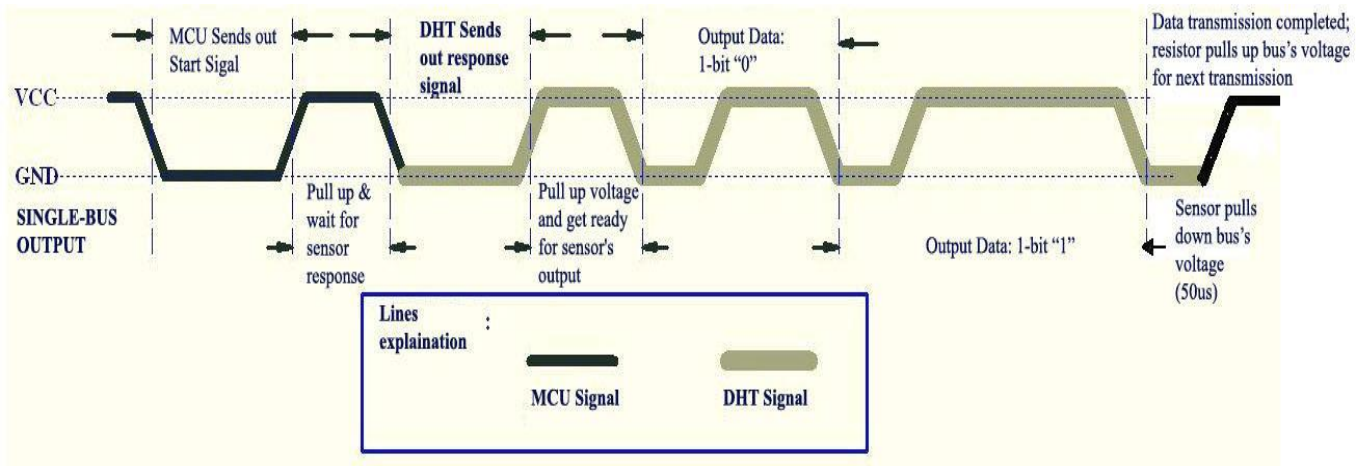 MCU Sends out
Start Sigal
DHT Sends
out response
signal
Output Data:
1-bit “0”
Data transmission completed;
resistor pulls up bus’s voltage
for next transmission
VCC
GND
SINGLE-BUS
OUTPUT
Pull up &
wait for
sensor
response
Pull up voltage
and get ready
for sensor's
output
Output Data: 1-bit “1”
Sensor pulls
down bus’s
voltage
(50us)
Lines :
explaination
MCU Signal
DHT Signal